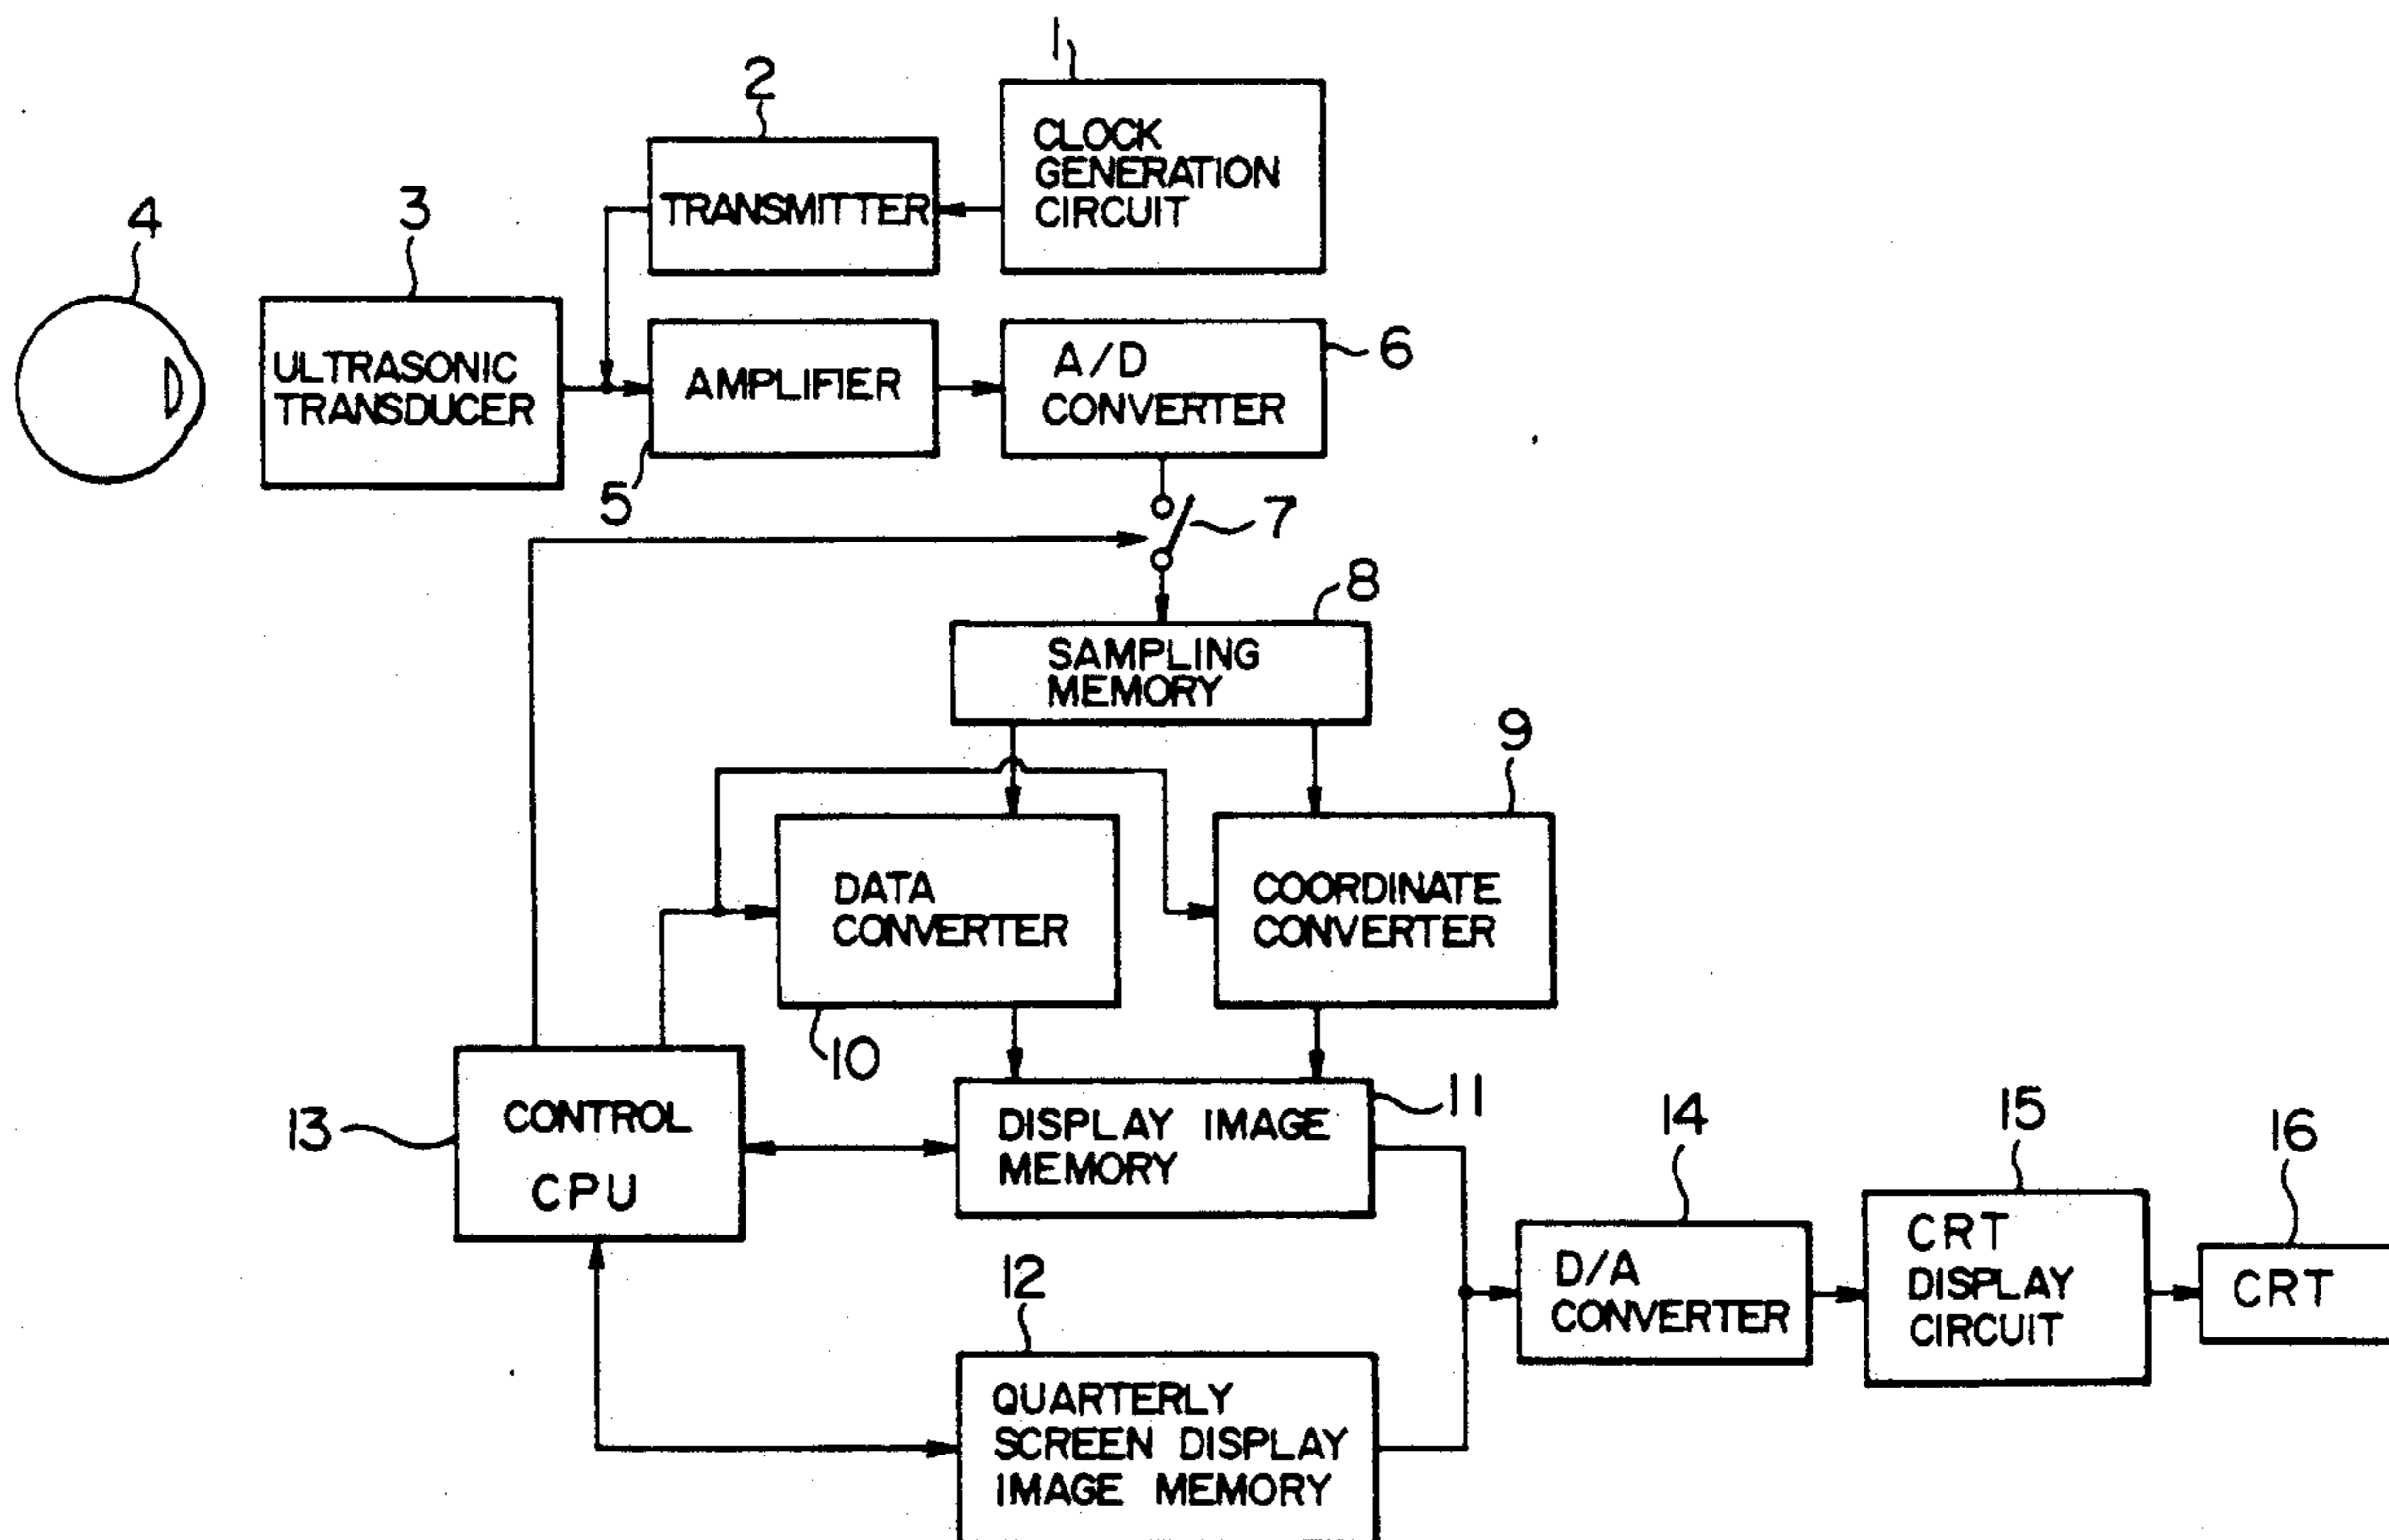 1
2
CLOCK
GENERATION
CIRCUIT
TRANSMITTER
3
4
ULTRASONIC
TRANSDUCER
AMPLIFIER
5
A/D
CONVERTER
6
7
8
SAMPLING
MEMORY
9
DATA
CONVERTER
10
COORDINATE
CONVERTER
13
CONTROL
CPU
DISPLAY IMAGE
MEMORY
11
12
QUARTERLY
SCREEN DISPLAY
IMAGE MEMORY
14
D/A
CONVERTER
15
CRT
DISPLAY
CIRCUIT
16
CRT